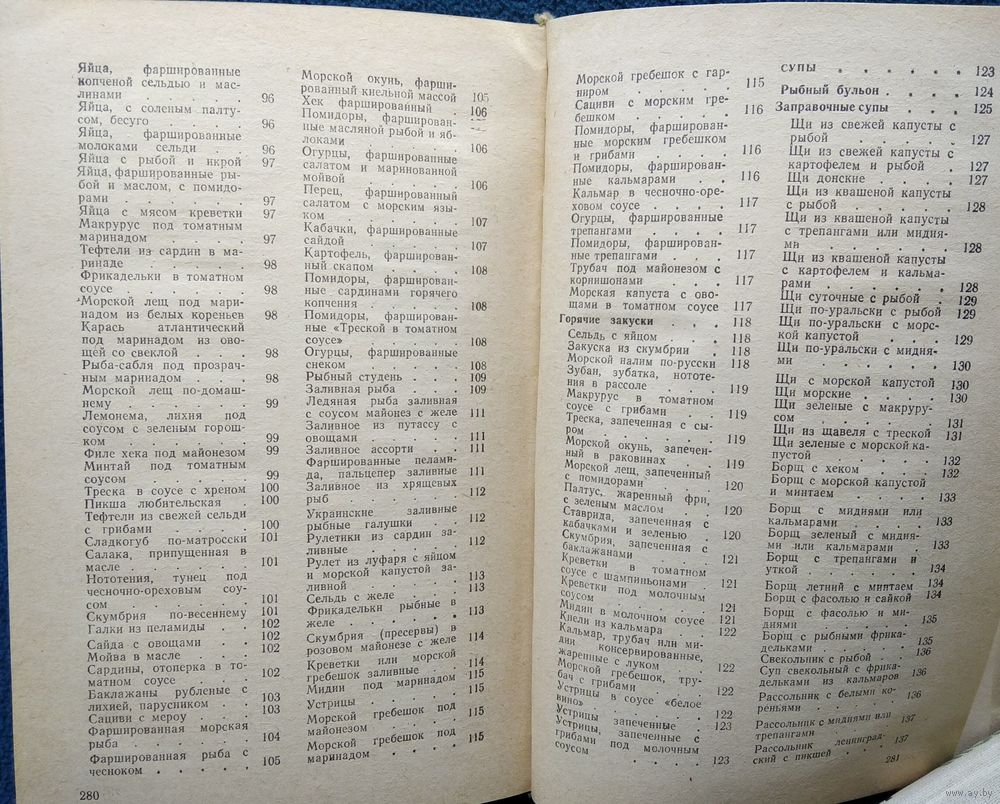 Яйца, фаршированные
копченой сельдью и мас-
линами . . . . . 96
Яйца, с соленым палту-
сом, бесуго . . . . 96
Яйца, фаршированные
молоками сельди . . . 96
Яйца с рыбой и икрой 97
Яйца, фаршированные ры-
бой и маслом, с помидо-
рами . . . . . . 97
Яйца с мясом креветки 97
Макрурус под томатным
маринадом . . . . 97
Тефтели из сардин в ма-
ринаде . . . . . 98
Фрикадельки в томатном
соусе . . . . . . 98
Морской лещ под мари-
надом из белых кореньев 98
Карась атлантический
под маринадом из ово-
щей со свеклой . . . 98
Рыба-сабля под прозрач-
ным маринадом . . . 98
Морской лещ по-домаш-
нему . . . . . . 99
Лемонема, лихия под
соусом с зеленым горош-
ком . . . . . . 99
Филе хека под майонезом 99
Минтай под томатным
соусом . . . . . 99
Треска в соусе с хреном 100
Пикша любительская 100
Тефтели из свежей сельди
с грибами . . . . 100
Сладкогуб по-матросски 101
Салака, припущенная в
масле . . . . . . 101
Нототения, тунец под
чесночно-ореховым соу-
сом . . . . . . 101
Скумбрия по-весеннему 101
Галки из пеламиды . . 102
Сайда с овощами . . 102
Мойва в масле . . .
Сардины, отоперка в то-
матном соусе . . . . 102
Баклажаны рубленые с
лихией, парусником . . 103
Сациви с мероу . . . 103
Фаршированная морская
рыба . . . . . . 104
Фаршированная рыба с
чесноком . . . . . 105
280
Морской окунь, фарши-
рованный кнельной массой 105
Хек фаршированный . 106
Помидоры, фарширован-
ные масляной рыбой и яб-
локами . . . . . 106
Огурцы, фаршированные
салатом и маринованной
мойвой . . . . . 106
Перец, фаршированный
салатом с морским язы-
ком . . . . . . 107
Кабачки, фаршированные
сайдой . . . . . 107
Картофель, фарширован-
ный скапом . . . . 108
Помидоры, фарширован-
ные сардинами горячего
копчения . . . . . 108
Помидоры, фарширован-
ные «Треской в томатном
соусе» . . . . . 108
Огурцы, фаршированные
снеком . . . . . 108
Рыбный студень . . . 109
Заливная рыба . . . 109
Ледяная рыба заливная
с соусом майонез с желе 111
Заливное из путассу с
овощами . . . . . 111
Заливное ассорти . . . 111
Фаршированные пелами-
да, пальцепер заливные 111
Заливное из хрящевых
рыб . . . . . . 112
Украинские заливные
рыбные галушки . . . 112
Рулетики из сардин за-
ливные . . . . . 112
Рулет из луфаря с яйцом
и морской капустой за-
ливной . . . . . 113
Сельдь с желе . . . . 113
Фрикадельки рыбные в
желе . . . . . . 113
Скумбрия (пресервы) в
розовом майонезе с желе 114
Креветки или морской
гребешок заливные . . 114
Мидии под маринадом 115
Устрицы . . . . . 115
Морской гребешок под
майонезом . . . . 115
Морской гребешок под
маринадом . . . . 115
Морской гребешок с гар-
ниром . . . . . 115
Сациви с морским гре-
бешком . . . . . 116
Помидоры, фарширован-
ные морским гребешком
и грибами . . . . 116
Помидоры, фарширован-
ные кальмарами . . . 116
Кальмар в чесночно-оре-
ховом соусе . . . . 117
Огурцы, фаршированные
трепангами . . . . 117
Помидоры, фарширован-
ные трепангами . . . 117
Трубач под майонезом с
корнишонами . . . 117
Морская капуста с ово-
щами в томатном соусе 117
Горячие закуски . . . 118
Сельдь с яйцом . . . 118
Закуска из скумбрии . . 118
Морской налим по-русски 118
Зубан, зубатка, нототе-
ния в рассоле . . . . 119
Макрурус в томатном
соусе с грибами . . . 119
Треска, запеченная с сы-
ром . . . . . . 119
Морской окунь, запечен-
ный в раковинах . . . 119
Морской лещ, запеченный
с помидорами . . . . 120
Палтус, жаренный фри,
с зеленым маслом . . 120
Ставрида, запеченная с
кабачками и зеленью . 120
Скумбрия, запеченная с
баклажанами . . . . 121
Креветки в томатном
соусе с шампиньонами 121
Креветки под молочным
соусом . . . . . 121
Мидии в молочном соусе 121
Кнели из кальмара . . 122
Кальмар, трубач или ми-
дии консервированные,
жаренные с луком . . 122
Морской гребешок, тру-
бач с грибами . . . 122
Устрицы в соусе «белое
вино» . . . . . 122
Устрицы запеченные . . 123
Устрицы, запеченные с
грибами под молочным
соусом . . . . . 123
СУПЫ . . . . . . . 123
Рыбный бульон . . . . 124
Заправочные супы . . . 125
Щи из свежей капусты с
рыбой . . . . . 127
Щи из свежей капусты с
картофелем и рыбой . 127
Щи донские . . . . 127
Щи из квашеной капусты
с рыбой . . . . . 128
Щи из квашеной капусты
с трепангами или мидия-
ми . . . . . . 128
Щи из квашеной капусты
с картофелем и кальма-
рами . . . . . . 128
Щи суточные с рыбой . 129
Щи по-уральски с рыбой 129
Щи по-уральски с морс-
кой капустой . . . . 129
Щи по-уральски с мидия-
ми . . . . . . 130
Щи с морской капустой 130
Щи морские . . . . 130
Щи зеленые с макруру-
сом . . . . . . 131
Щи из щавеля с треской 131
Щи зеленые с морской ка-
пустой . . . . . 132
Борщ с хеком . . . . 132
Борщ с морской капустой
и минтаем . . . . 133
Борщ с мидиями или
кальмарами . . . . 133
Борщ зеленый с мидия-
ми или кальмарами . . 133
Борщ с трепангами и
уткой . . . . . . 134
Борщ летний с минтаем 134
Борщ с фасолью и сайкой 134
Борщ с фасолью и ми-
диями . . . . . 135
Борщ с рыбными фрика-
дельками . . . . . 135
Свекольник с рыбой . . 136
Суп свекольный с фрика-
дельками из кальмаров 136
Рассольник с белыми ко-
реньями . . . . . 136
Рассольник с мидиями или
трепангами . . . . 137
Рассольник ленинград-
ский с пикшей . . . . 137
281
www.ay.by